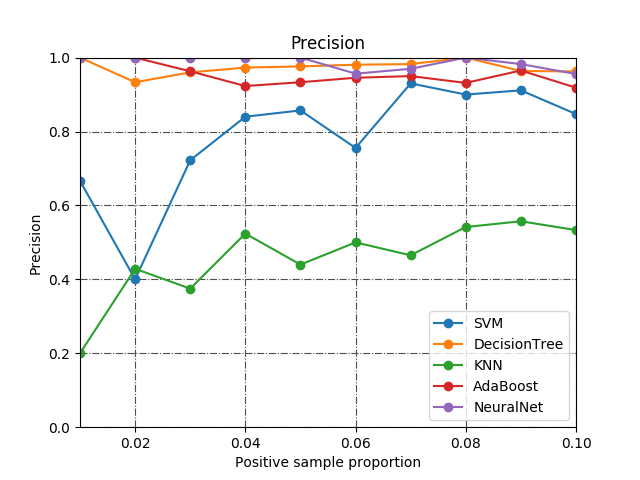 Precision
1.0
0.8
0.6
0.4
0.2
0.0
Precision
SVM
DecisionTree
KNN
AdaBoost
NeuralNet
0.02 0.04 0.06 0.08 0.10
Positive sample proportion